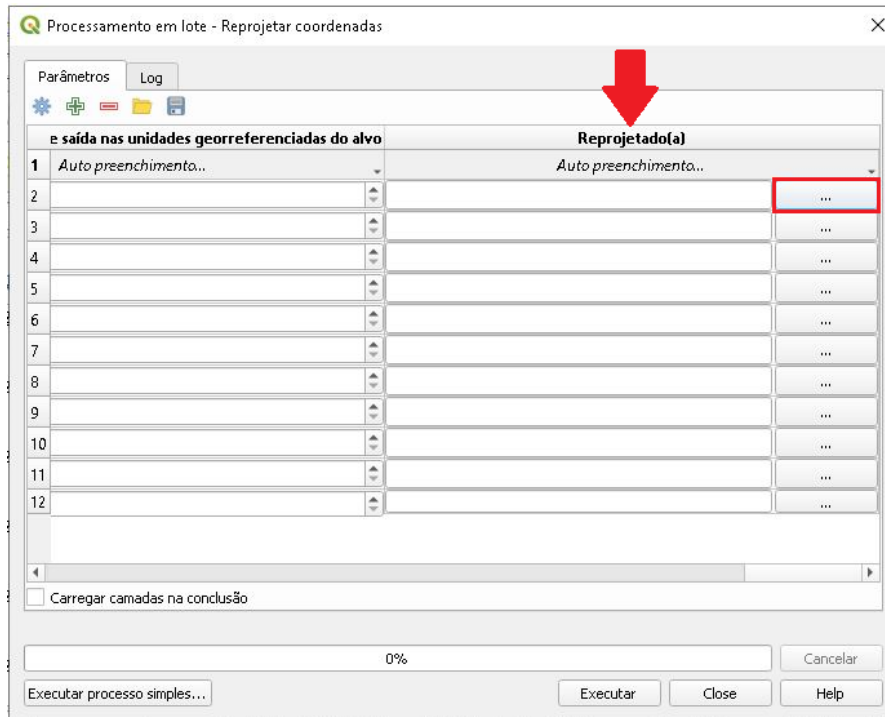 Processamento em lote - Reprojetar coordenadas
Parâmetros Log
e saída nas unidades georreferenciadas do alvo Reprojetado(a)
1 Auto preenchimento... Auto preenchimento...
2 ...
3 ...
4 ...
5 ...
6 ...
7 ...
8 ...
9 ...
10 ...
11 ...
12 ...
Carregar camadas na conclusão
0% Cancelar
Executar processo simples... Executar Close Help